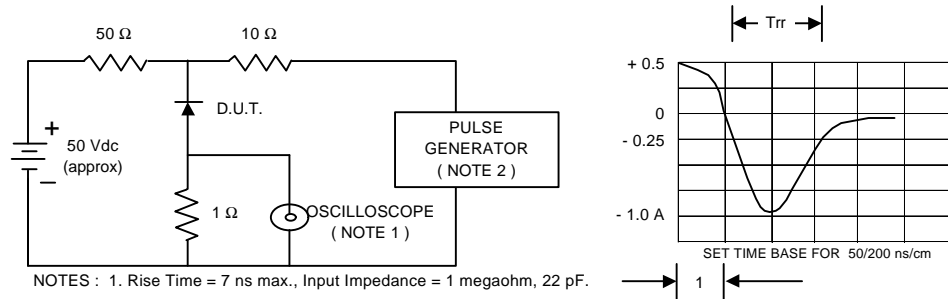 50 Ω
10 Ω
D.U.T.
+
50 Vdc
(approx)
−
1 Ω
OSCILLOSCOPE
( NOTE 1 )
PULSE
GENERATOR
( NOTE 2 )
NOTES : 1. Rise Time = 7 ns max., Input Impedance = 1 megaohm, 22 pF.
Trr
+ 0.5
0
- 0.25
- 1.0 A
SET TIME BASE FOR 50/200 ns/cm
1